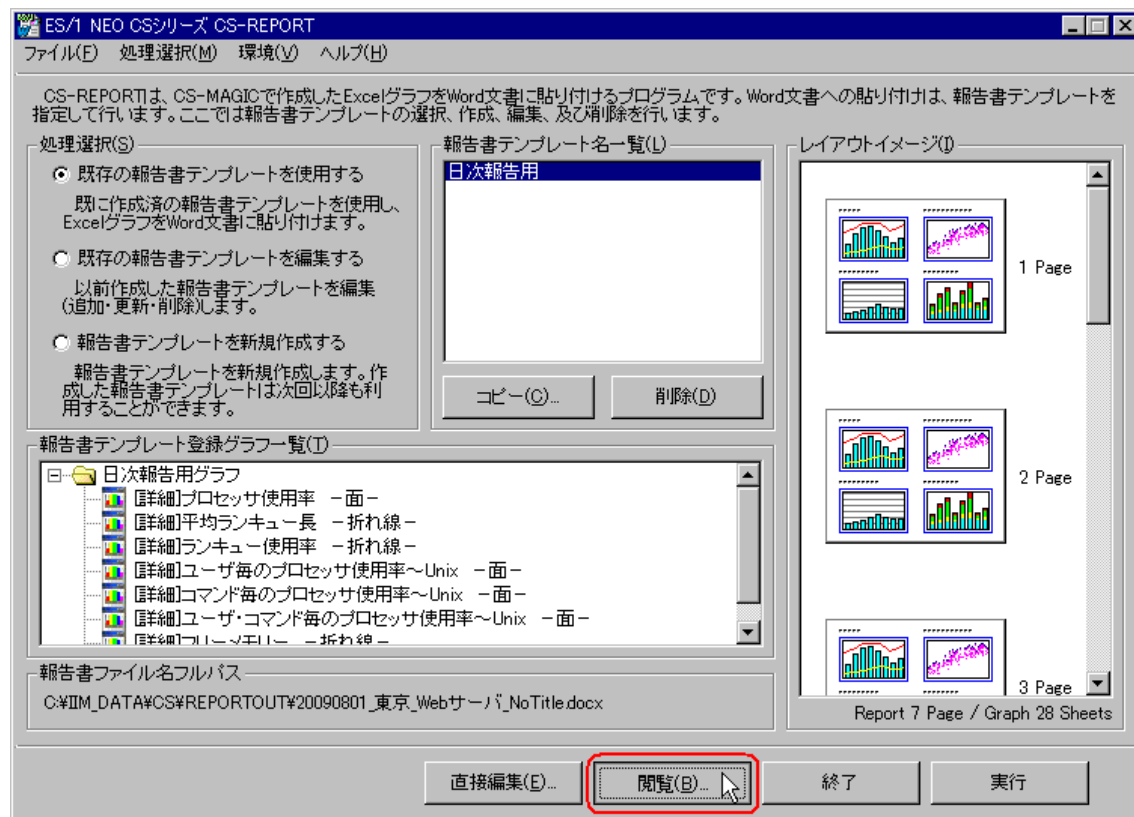 ES/1 NEO CSシリーズ CS-REPORT
ファイル(F) 処理選択(M) 環境(V) ヘルプ(H)
CS-REPORTは、CS-MAGICで作成したExcelグラフをWord文書に貼り付けるプログラムです。Word文書への貼り付けは、報告書テンプレートを
指定して行います。ここでは報告書テンプレートの選択、作成、編集、及び削除を行います。
処理選択(S)
既存の報告書テンプレートを使用する
既に作成済の報告書テンプレートを使用し、
ExcelグラフをWord文書に貼り付けます。
既存の報告書テンプレートを編集する
以前作成した報告書テンプレートを編集
(追加・更新・削除)します。
報告書テンプレートを新規作成する
報告書テンプレートを新規作成します。作
成した報告書テンプレートは次回以降も利
用することができます。
報告書テンプレート名一覧(L)
日次報告用
コピー(C)...
削除(D)
レイアウトイメージ(I)
1 Page
2 Page
3 Page
Report 7 Page / Graph 28 Sheets
報告書テンプレート登録グラフ一覧(T)
日次報告用グラフ
[詳細]プロセッサ使用率 －面－
[詳細]平均ランキュー長 －折れ線－
[詳細]ランキュー使用率 －折れ線－
[詳細]ユーザ毎のプロセッサ使用率～Unix －面－
[詳細]コマンド毎のプロセッサ使用率～Unix －面－
[詳細]ユーザ・コマンド毎のプロセッサ使用率～Unix －面－
[詳細]フリーメモリー －折れ線－
報告書ファイル名フルパス
C:¥IIM_DATA¥CS¥REPORTOUT¥20090801_東京_Webサーバ_NoTitle.docx
直接編集(E)...
閲覧(B)...
終了
実行